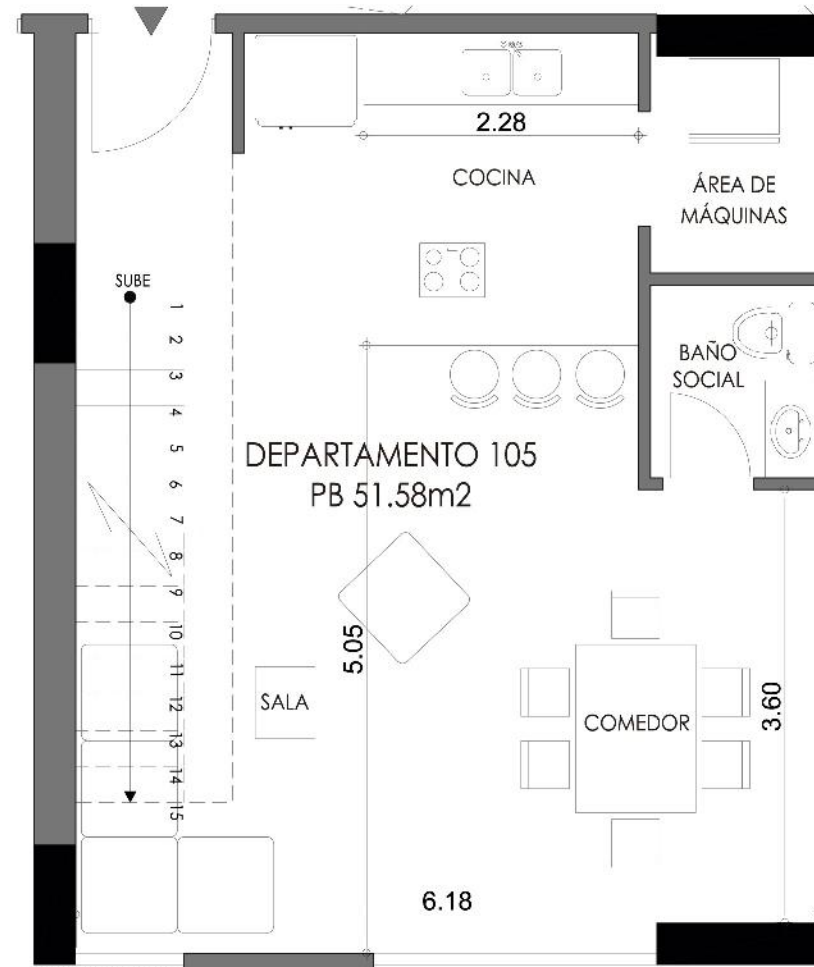 2.28
COCINA
ÁREA DE
MÁQUINAS
SUBE
1
2
3
4
5
6
7
8
9
10
11
12
13
14
15
BAÑO
SOCIAL
DEPARTAMENTO 105
PB 51.58m2
5.05
SALA
COMEDOR
3.60
6.18